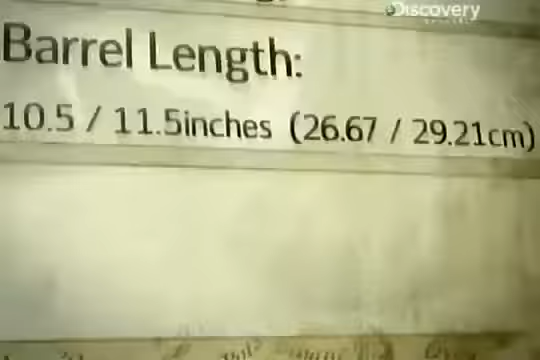 Discovery
Barrel Length:
10.5 / 11.5inches (26.67 / 29.21cm)